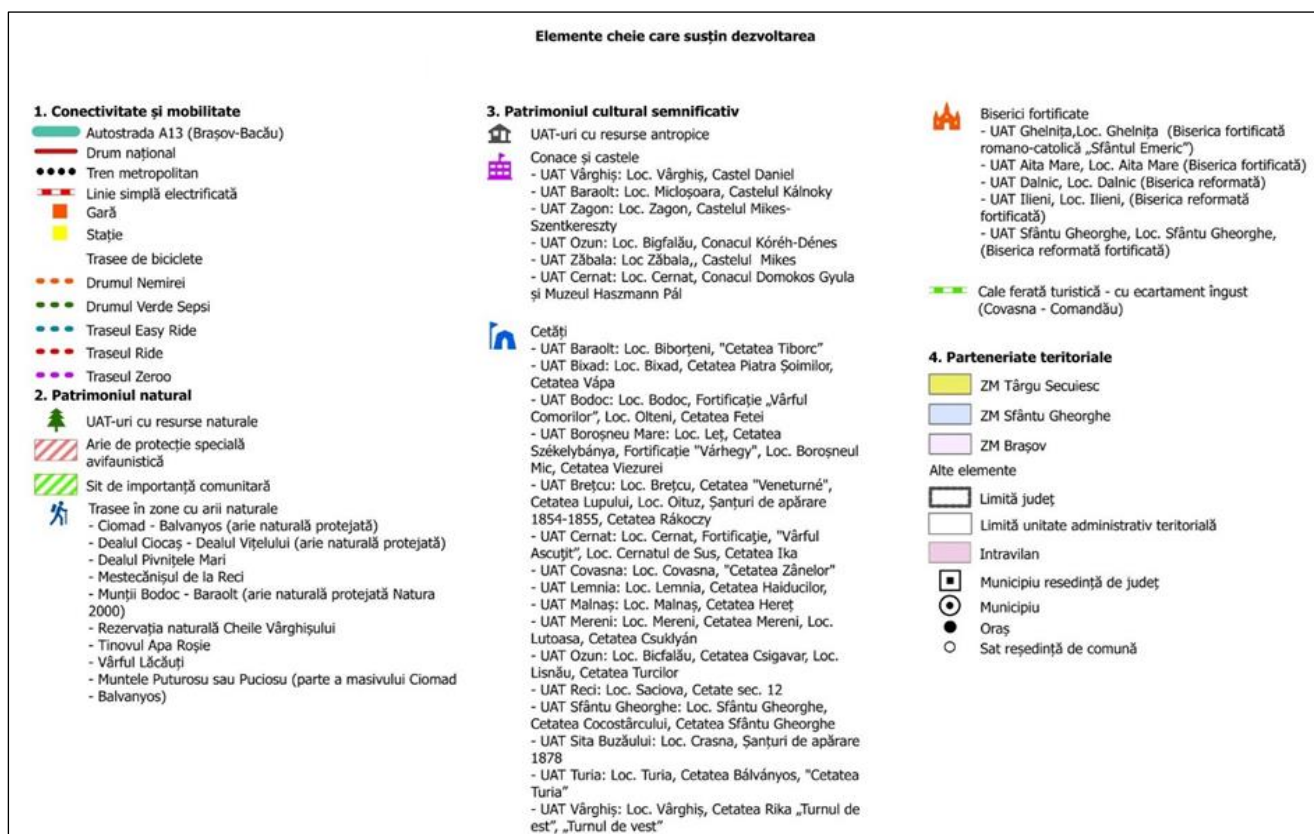 Elemente cheie care susțin dezvoltarea
1. Conectivitate și mobilitate
Autostrada A13 (Brașov-Bacău)
Drum național
Tren metropolitan
Linie simplă electrificată
Gară
Stație
Trasee de biciclete
Drumul Nemirei
Drumul Verde Sepsi
Traseul Easy Ride
Traseul Ride
Traseul Zeroo
2. Patrimoniul natural
UAT-uri cu resurse naturale
Arie de protecție specială
avifaunistică
Sit de importanță comunitară
Trasee în zone cu arii naturale
- Ciomad - Balvanyos (arie naturală protejată)
- Dealul Ciocaș - Dealul Vițelului (arie naturală protejată)
- Dealul Pivnițele Mari
- Mestecănișul de la Reci
- Munții Bodoc - Baraolt (arie naturală protejată Natura
2000)
- Rezervația naturală Cheile Vârghișului
- Tinovul Apa Roșie
- Vârful Lăcăuți
- Muntele Puturosu sau Puciosu (parte a masivului Ciomad
- Balvanyos)
3. Patrimoniul cultural semnificativ
UAT-uri cu resurse antropice
Conace și castele
- UAT Vârghiș: Loc. Vârghiș, Castel Daniel
- UAT Baraolt: Loc. Micloșoara, Castelul Kálnoky
- UAT Zagon: Loc. Zagon, Castelul Mikes-
Szentkereszty
- UAT Ozun: Loc. Bigfalău, Conacul Kóréh-Dénes
- UAT Zăbala: Loc Zăbala,, Castelul Mikes
- UAT Cernat: Loc. Cernat, Conacul Domokos Gyula
și Muzeul Haszmann Pál
Cetăți
- UAT Baraolt: Loc. Biborțeni, "Cetatea Tiborc"
- UAT Bixad: Loc. Bixad, Cetatea Piatra Șoimilor,
Cetatea Vápa
- UAT Bodoc: Loc. Bodoc, Fortificație „Vârful
Comorilor”, Loc. Olteni, Cetatea Fetei
- UAT Boroșneu Mare: Loc. Leț, Cetatea
Székelybánya, Fortificație "Várhegy", Loc. Boroșneul
Mic, Cetatea Viezurei
- UAT Brețcu: Loc. Brețcu, Cetatea "Veneturné",
Cetatea Lupului, Loc. Oituz, Șanțuri de apărare
1854-1855, Cetatea Rákoczy
- UAT Cernat: Loc. Cernat, Fortificaţie, "Vârful
Ascuţit”, Loc. Cernatul de Sus, Cetatea Ika
- UAT Covasna: Loc. Covasna, "Cetatea Zânelor"
- UAT Lemnia: Loc. Lemnia, Cetatea Haiducilor,
- UAT Malnaș: Loc. Malnaș, Cetatea Hereț
- UAT Mereni: Loc. Mereni, Cetatea Mereni, Loc.
Lutoasa, Cetatea Csuklyán
- UAT Ozun: Loc. Bicfalău, Cetatea Csigavar, Loc.
Lisnău, Cetatea Turcilor
- UAT Reci: Loc. Saciova, Cetate sec. 12
- UAT Sfântu Gheorghe: Loc. Sfântu Gheorghe,
Cetatea Cocostârcului, Cetatea Sfântu Gheorghe
- UAT Sita Buzăului: Loc. Crasna, Șanțuri de apărare
1878
- UAT Turia: Loc. Turia, Cetatea Bálványos, "Cetatea
Turia”
- UAT Vârghiș: Loc. Vârghiș, Cetatea Rika „Turnul de
est”, „Turnul de vest”
Biserici fortificate
- UAT Ghelnița,Loc. Ghelnița (Biserica fortificată
romano-catolică „Sfântul Emeric”)
- UAT Aita Mare, Loc. Aita Mare (Biserica fortificată)
- UAT Dalnic, Loc. Dalnic (Biserica reformată)
- UAT Ilieni, Loc. Ilieni, (Biserica reformată
fortificată)
- UAT Sfântu Gheorghe, Loc. Sfântu Gheorghe,
(Biserica reformată fortificată)
Cale ferată turistică - cu ecartament îngust
(Covasna - Comandău)
4. Parteneriate teritoriale
ZM Târgu Secuiesc
ZM Sfântu Gheorghe
ZM Brașov
Alte elemente
Limită județ
Limită unitate administrativ teritorială
Intravilan
Municipiu resedință de județ
Municipiu
Oraș
Sat reședință de comună